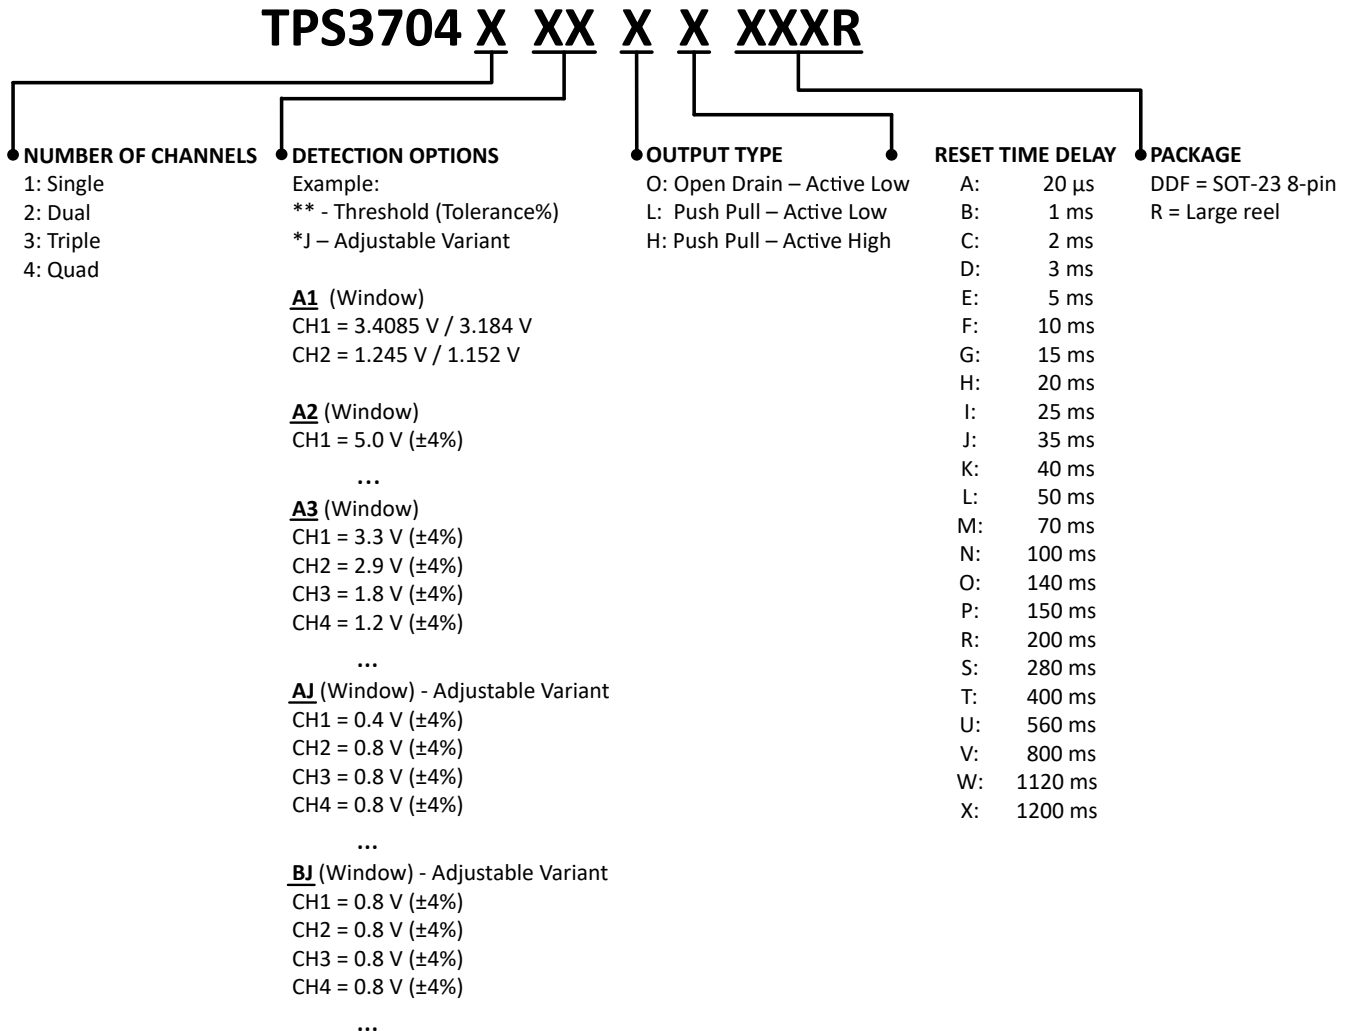 TPS3704 X XX X X XXXR
NUMBER OF CHANNELS
1: Single
2: Dual
3: Triple
4: Quad
DETECTION OPTIONS
Example:
** - Threshold (Tolerance%)
*J – Adjustable Variant
A1 (Window)
CH1 = 3.4085 V / 3.184 V
CH2 = 1.245 V / 1.152 V
A2 (Window)
CH1 = 5.0 V (±4%)
...
A3 (Window)
CH1 = 3.3 V (±4%)
CH2 = 2.9 V (±4%)
CH3 = 1.8 V (±4%)
CH4 = 1.2 V (±4%)
...
AJ (Window) - Adjustable Variant
CH1 = 0.4 V (±4%)
CH2 = 0.8 V (±4%)
CH3 = 0.8 V (±4%)
CH4 = 0.8 V (±4%)
...
BJ (Window) - Adjustable Variant
CH1 = 0.8 V (±4%)
CH2 = 0.8 V (±4%)
CH3 = 0.8 V (±4%)
CH4 = 0.8 V (±4%)
...
OUTPUT TYPE
O: Open Drain – Active Low
L: Push Pull – Active Low
H: Push Pull – Active High
RESET TIME DELAY
A: 20 µs
B: 1 ms
C: 2 ms
D: 3 ms
E: 5 ms
F: 10 ms
G: 15 ms
H: 20 ms
I: 25 ms
J: 35 ms
K: 40 ms
L: 50 ms
M: 70 ms
N: 100 ms
O: 140 ms
P: 150 ms
R: 200 ms
S: 280 ms
T: 400 ms
U: 560 ms
V: 800 ms
W: 1120 ms
X: 1200 ms
PACKAGE
DDF = SOT-23 8-pin
R = Large reel